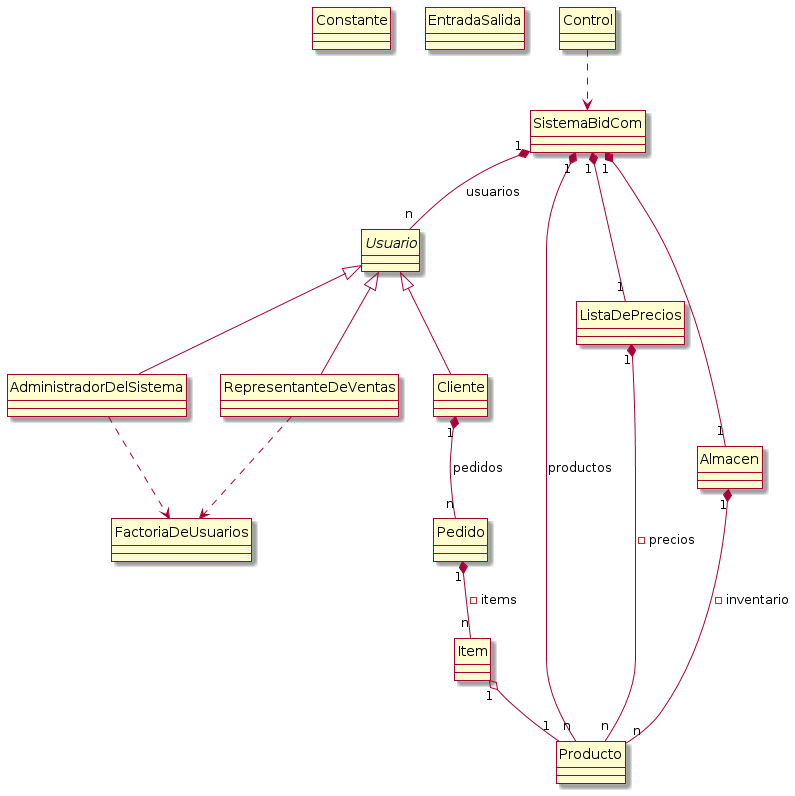 Constante
EntradaSalida
Control
SistemaBidCom
1
1
1
1
usuarios
n
Usuario
1
ListaDePrecios
1
AdministradorDelSistema
RepresentanteDeVentas
Cliente
1
1
Almacen
productos
pedidos
n
1
FactoriaDeUsuarios
Pedido
precios
1
items
inventario
n
Item
1
1
n
n
n
Producto